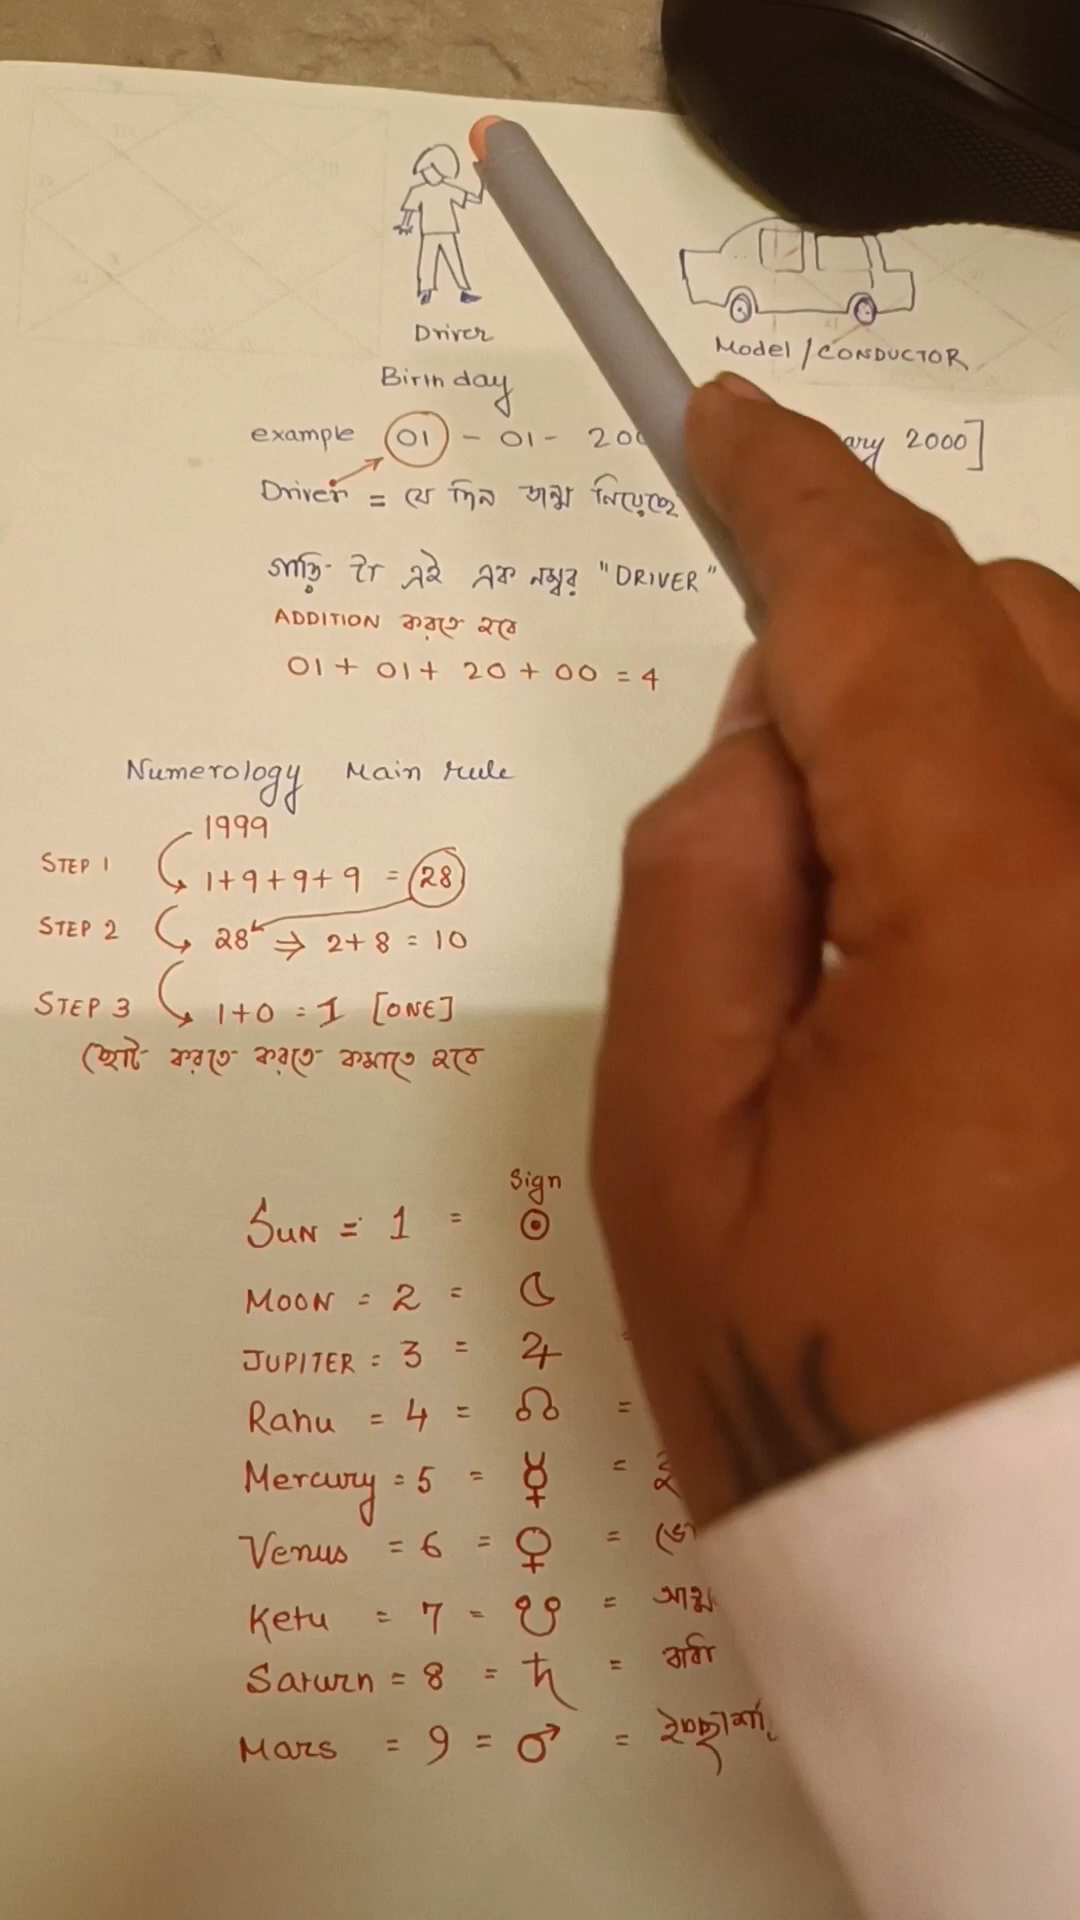 Driver
Model / CONDUCTOR
Birth day
example 01 - 01 - 200 ary 2000]
Driver = যে দিন জন্ম নিয়েছে
গাড়ি এই এক নম্বর "DRIVER"
ADDITION করতে হবে
01 + 01 + 20 + 00 = 4
Numerology Main rule
1999
STEP 1 1+9+9+9 = 28
STEP 2 28 ⇒ 2+8 = 10
STEP 3 1+0 = 1 [ONE]
ছোট করতে করতে কমাতে হবে
Sign
SUN = 1 = ☉
MOON = 2 = ☾
JUPITER = 3 = ♃
Rahu = 4 = ☊ =
Mercury = 5 = ☿ =
Venus = 6 = ♀ =
Ketu = 7 = ☋ =
Saturn = 8 = ♄ =
Mars = 9 = ♂ =